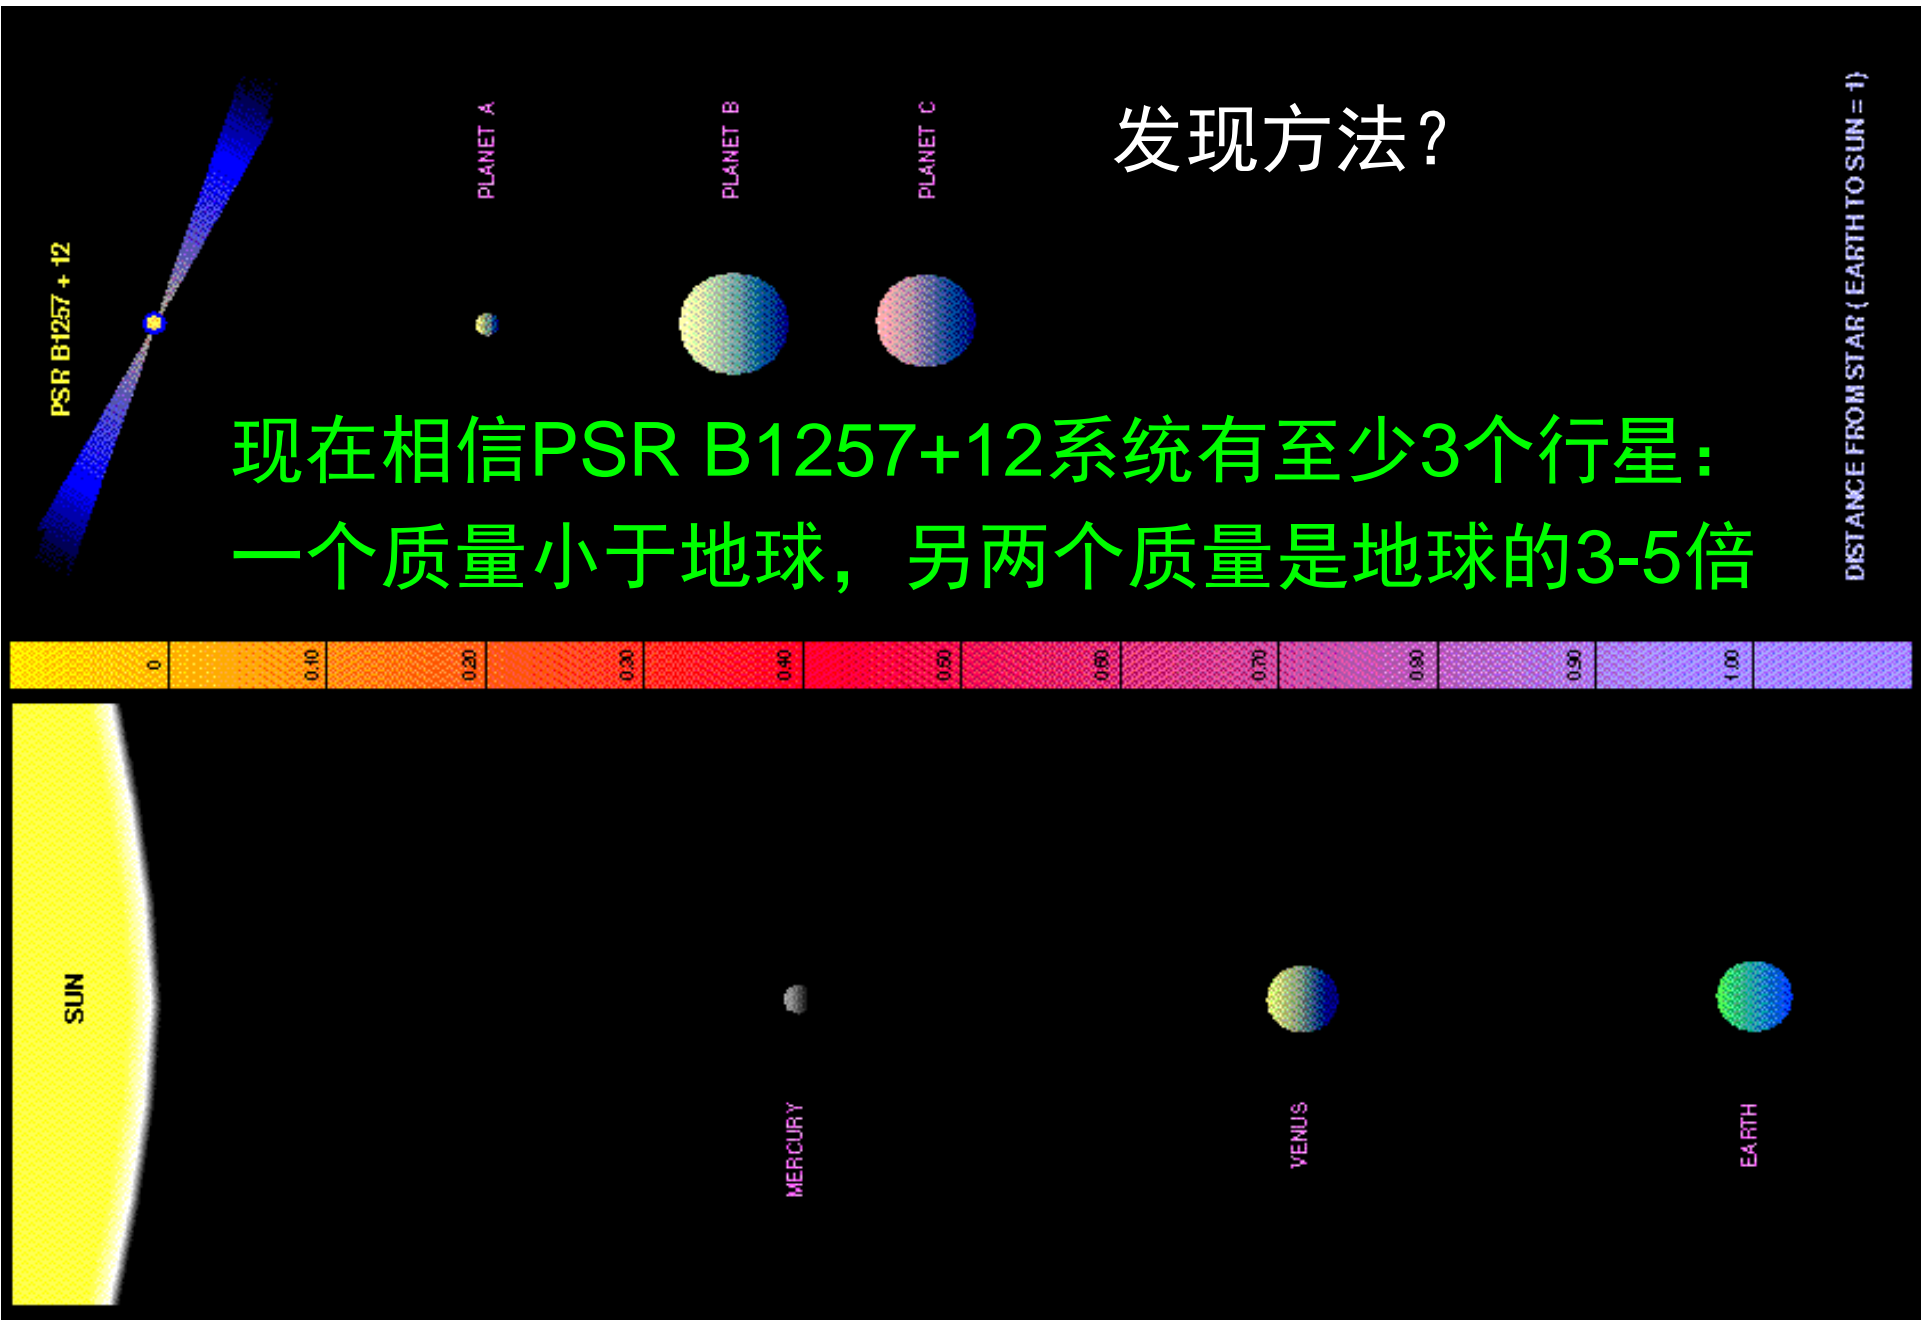 发现方法？
PSR B1257 + 12
PLANET A
PLANET B
PLANET C
现在相信PSR B1257+12系统有至少3个行星：
一个质量小于地球，另两个质量是地球的3-5倍
DISTANCE FROM STAR ( EARTH TO SUN = 1)
0
0.10
0.20
0.30
0.40
0.50
0.60
0.70
0.80
0.90
1.00
SUN
MERCURY
VENUS
EARTH